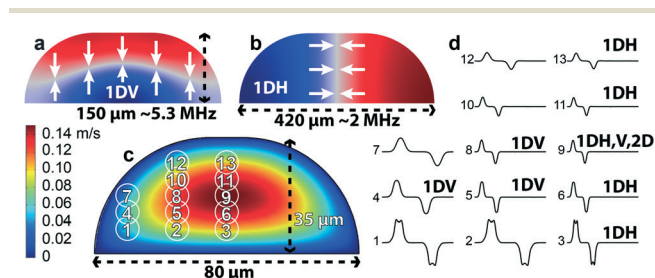 a
1DV
150 µm ~5.3 MHz
b
1DH
420 µm ~2 MHz
0.14 m/s
0.12
0.10
0.08
0.06
0.04
0.02
0
c
12 13
10 11
7 8 9
4 5 6
1 2 3
35 µm
80 µm
d
12 13 1DH
10 11 1DH
7 8 1DV 9 1DH,V,2D
4 1DV 5 1DV 6 1DH
1 2 3 1DH